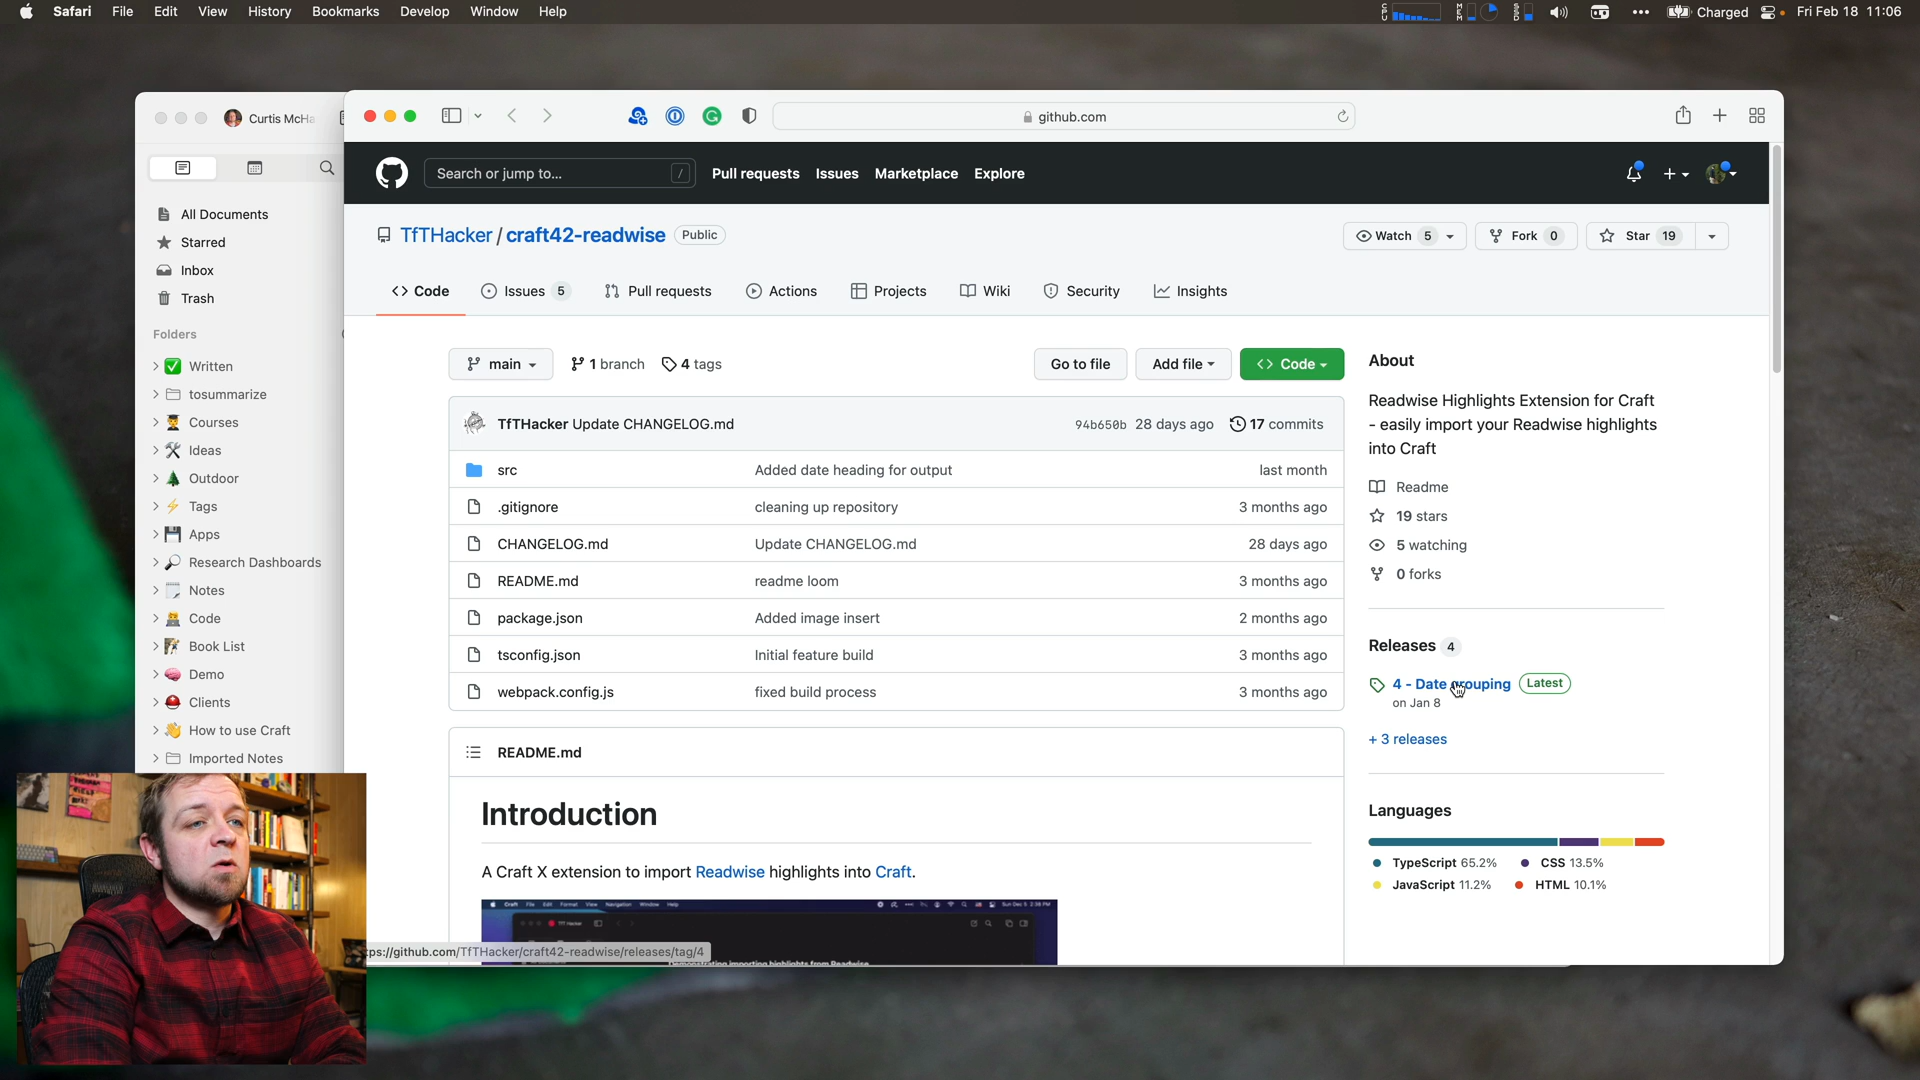 Safari File Edit View History Bookmarks Develop Window Help
Charged Fri Feb 18 11:06
Curtis McHa
github.com
Search or jump to... /
Pull requests Issues Marketplace Explore
All Documents
Starred
Inbox
Trash
Folders
Written
tosummarize
Courses
Ideas
Outdoor
Tags
Apps
Research Dashboards
Notes
Code
Book List
Demo
Clients
How to use Craft
Imported Notes
TfTHacker / craft42-readwise Public
Watch 5 Fork 0 Star 19
Code Issues 5 Pull requests Actions Projects Wiki Security Insights
main 1 branch 4 tags Go to file Add file Code
TfTHacker Update CHANGELOG.md 94b650b 28 days ago 17 commits
src Added date heading for output last month
.gitignore cleaning up repository 3 months ago
CHANGELOG.md Update CHANGELOG.md 28 days ago
README.md readme loom 3 months ago
package.json Added image insert 2 months ago
tsconfig.json Initial feature build 3 months ago
webpack.config.js fixed build process 3 months ago
README.md
Introduction
A Craft X extension to import Readwise highlights into Craft.
tps://github.com/TfTHacker/craft42-readwise/releases/tag/4
Demonstrating importing highlights from Readwise
About
Readwise Highlights Extension for Craft
- easily import your Readwise highlights
into Craft
Readme
19 stars
5 watching
0 forks
Releases 4
4 - Date grouping Latest
on Jan 8
+ 3 releases
Languages
TypeScript 65.2% CSS 13.5%
JavaScript 11.2% HTML 10.1%